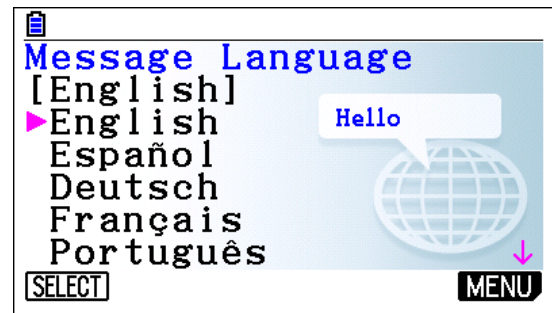 Message Language
[English]
English
Hello
Español
Deutsch
Français
Português
SELECT
MENU